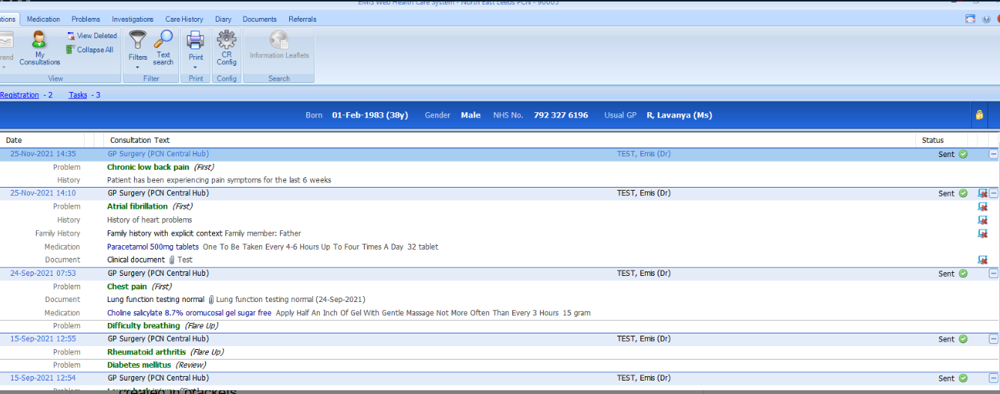 EMIS Web Health Care System - North East Leeds PCN - 90005
Medication Problems Investigations Care History Diary Documents Referrals
My Consultations
View Deleted
Collapse All
Filters
Text search
Print
CR Config
Information Leaflets
View Filter Print Config Search
Registration - 2 Tasks - 3
Born 01-Feb-1983 (38y) Gender Male NHS No. 792 327 6196 Usual GP R, Lavanya (Ms)
Date Consultation Text Status
25-Nov-2021 14:35 GP Surgery (PCN Central Hub) TEST, Emis (Dr) Sent
Problem Chronic low back pain (First)
History Patient has been experiencing pain symptoms for the last 6 weeks
25-Nov-2021 14:10 GP Surgery (PCN Central Hub) TEST, Emis (Dr) Sent
Problem Atrial fibrillation (First)
History History of heart problems
Family History Family history with explicit context Family member: Father
Medication Paracetamol 500mg tablets One To Be Taken Every 4-6 Hours Up To Four Times A Day 32 tablet
Document Clinical document Test
24-Sep-2021 07:53 GP Surgery (PCN Central Hub) TEST, Emis (Dr) Sent
Problem Chest pain (First)
Document Lung function testing normal Lung function testing normal (24-Sep-2021)
Medication Choline salicylate 8.7% oromucosal gel sugar free Apply Half An Inch Of Gel With Gentle Massage Not More Often Than Every 3 Hours 15 gram
Problem Difficulty breathing (Flare Up)
15-Sep-2021 12:55 GP Surgery (PCN Central Hub) TEST, Emis (Dr) Sent
Problem Rheumatoid arthritis (Flare Up)
Problem Diabetes mellitus (Review)
15-Sep-2021 12:54 GP Surgery (PCN Central Hub) TEST, Emis (Dr) Sent